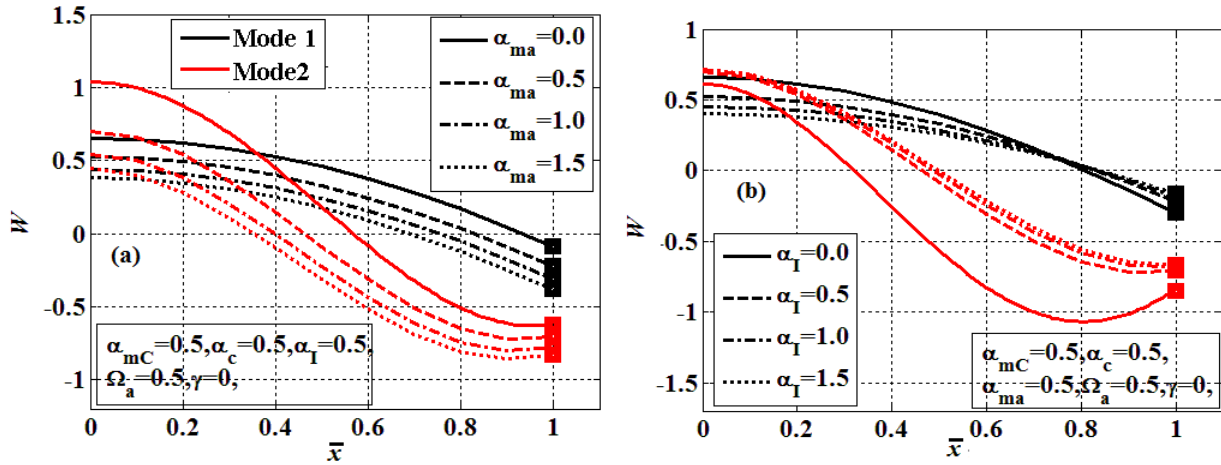 1.5
1
0.5
0
-0.5
-1
W
0 0.2 0.4 0.6 0.8 1
x̅
Mode 1
Mode2
α_ma=0.0
α_ma=0.5
α_ma=1.0
α_ma=1.5
(a)
α_mC=0.5,α_c=0.5,α_I=0.5,
Ω_a=0.5,γ=0,
1
0.5
0
-0.5
-1
-1.5
W
0 0.2 0.4 0.6 0.8 1
x̅
(b)
α_I=0.0
α_I=0.5
α_I=1.0
α_I=1.5
α_mC=0.5,α_c=0.5,
α_ma=0.5,Ω_a=0.5,γ=0,